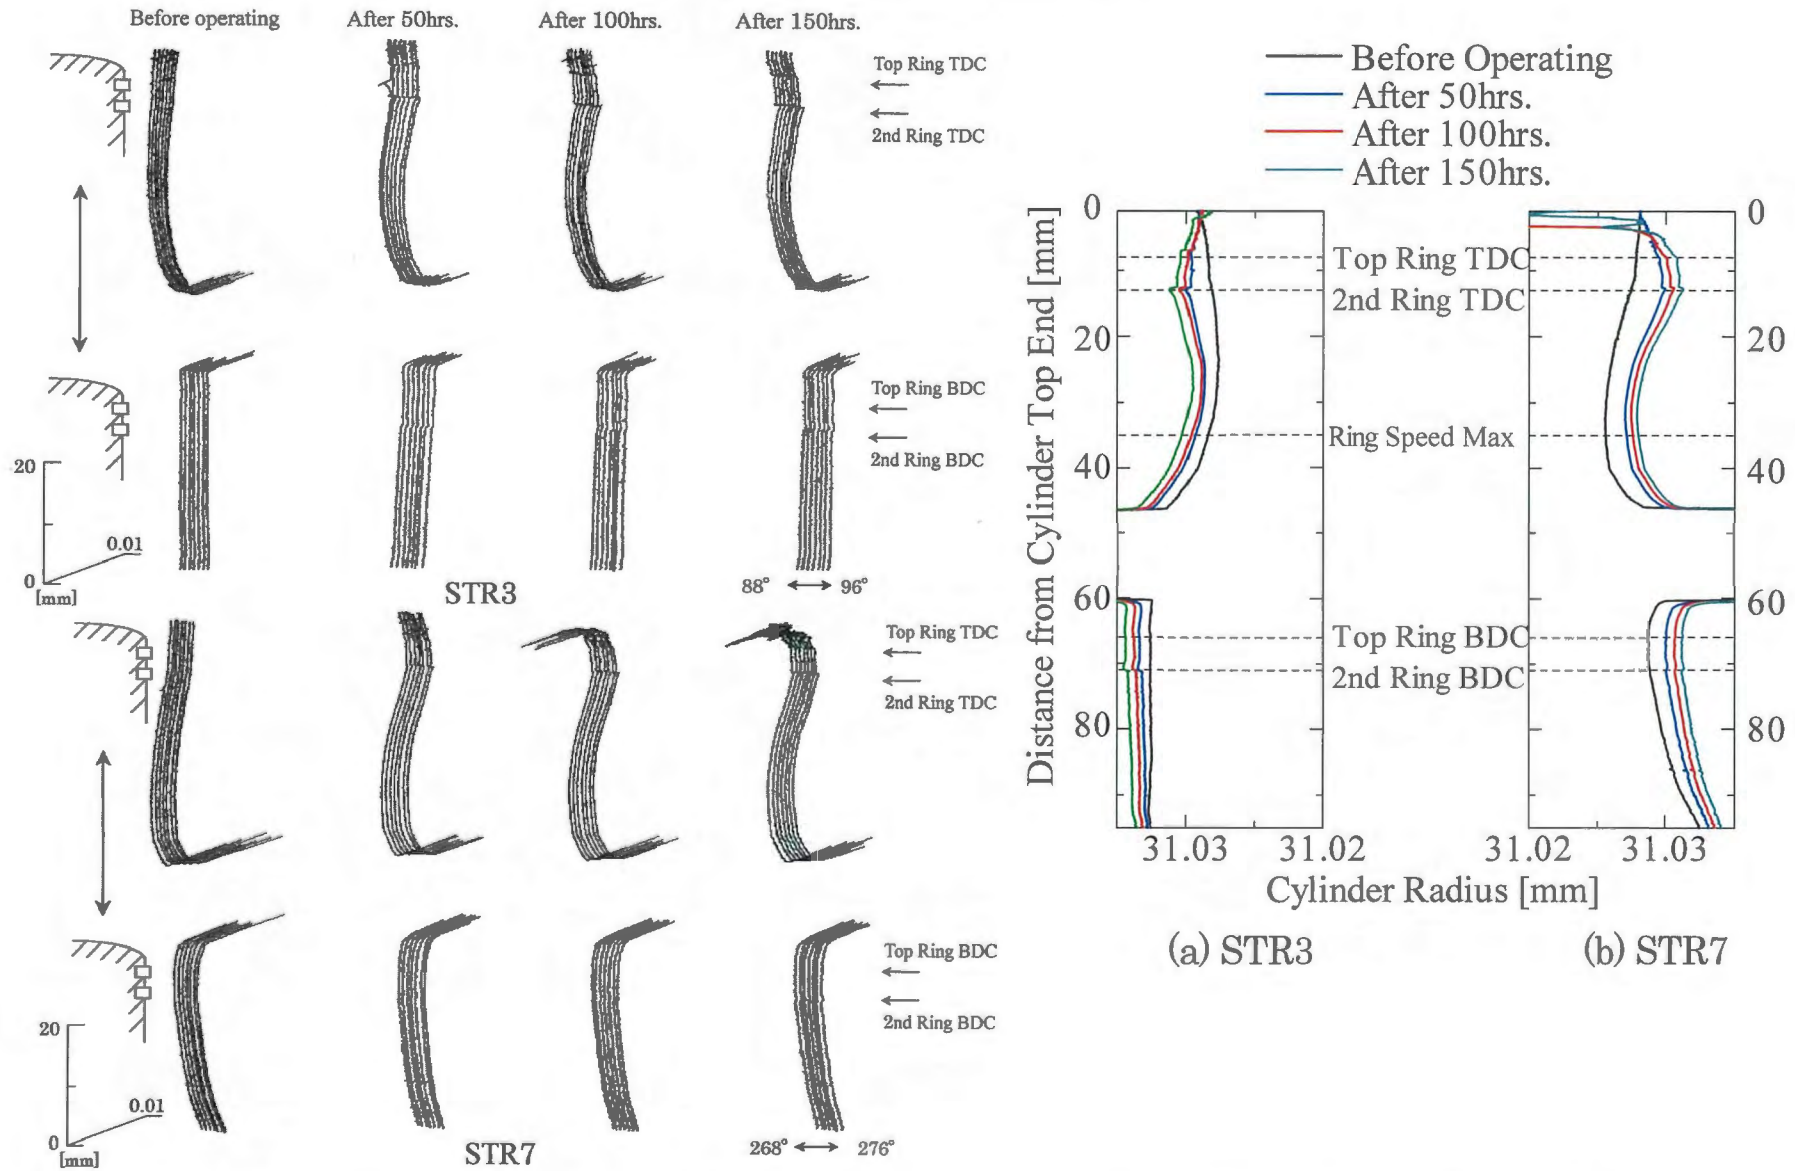 Before operating
After 50hrs.
After 100hrs.
After 150hrs.
Top Ring TDC
2nd Ring TDC
Top Ring BDC
2nd Ring BDC
20
0.01
0
[mm]
STR3
88° 96°
Top Ring TDC
2nd Ring TDC
Top Ring BDC
2nd Ring BDC
20
0.01
0
[mm]
STR7
268° 276°
Before Operating
After 50hrs.
After 100hrs.
After 150hrs.
Distance from Cylinder Top End [mm]
0
20
40
60
80
Top Ring TDC
2nd Ring TDC
Ring Speed Max
Top Ring BDC
2nd Ring BDC
0
20
40
60
80
31.03 31.02 31.02 31.03
Cylinder Radius [mm]
(a) STR3 (b) STR7